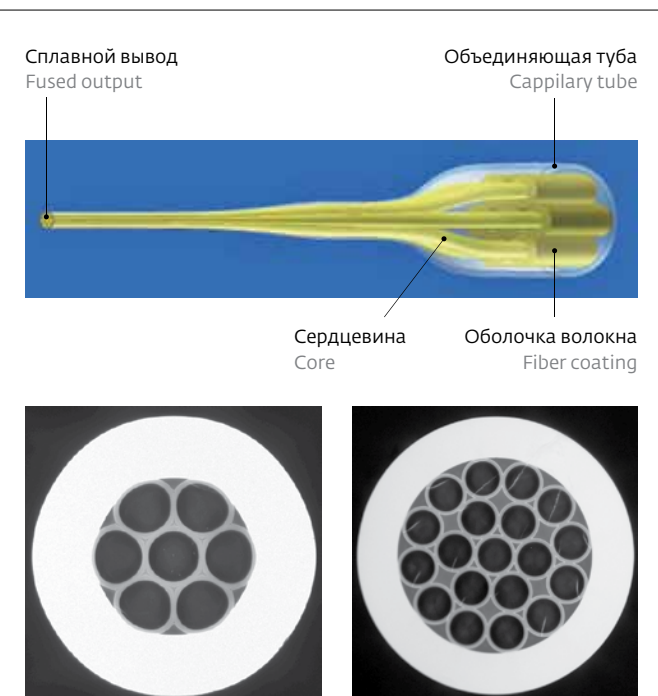 Сплавной вывод
Fused output
Объединяющая туба
Cappilary tube
Сердцевина
Core
Оболочка волокна
Fiber coating